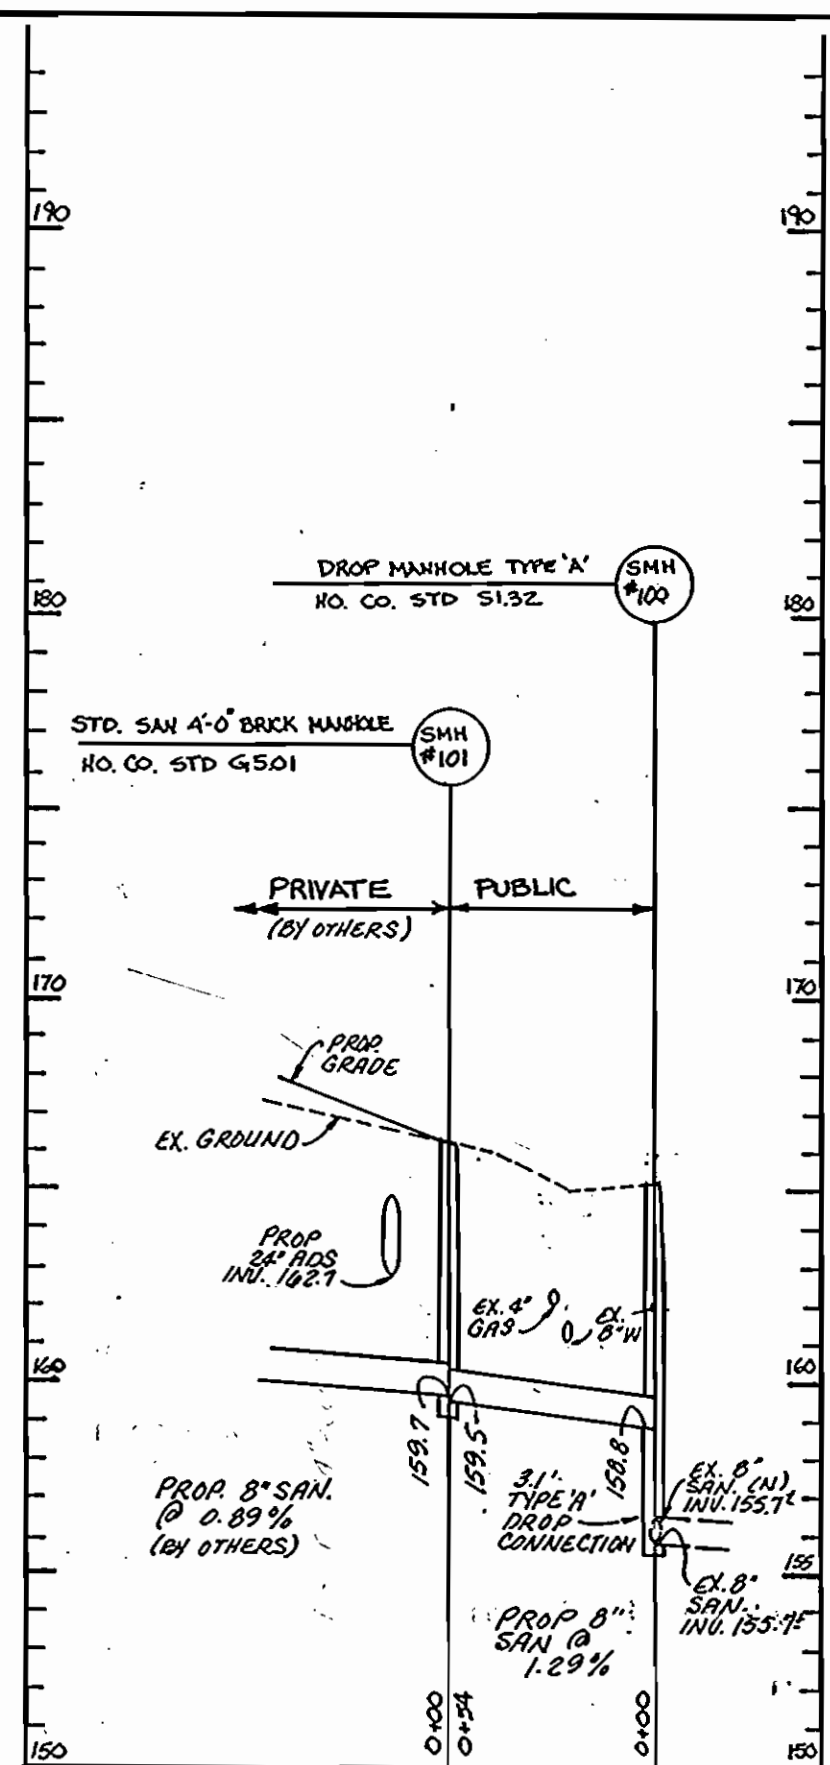 190
190
DROP MANHOLE TYPE 'A'
HO. CO. STD S1.32
SMH
#100
180
180
STD. SAN 4'-0" BRICK MANHOLE
HO. CO. STD G5.01
SMH
#101
PRIVATE
(BY OTHERS)
PUBLIC
170
170
PROP.
GRADE
EX. GROUND
PROP
24" ADS
INV. 162.7
EX. 4"
GAS
EX.
8" W
160
160
159.7
159.5
158.8
PROP. 8" SAN.
@ 0.89%
(BY OTHERS)
3.1'
TYPE 'A'
DROP
CONNECTION
EX. 8"
SAN. (N)
INV. 155.7±
155
EX. 8"
SAN.
INV. 155.7±
PROP 8"
SAN @
1.29%
0+00
0+54
0+00
150
150